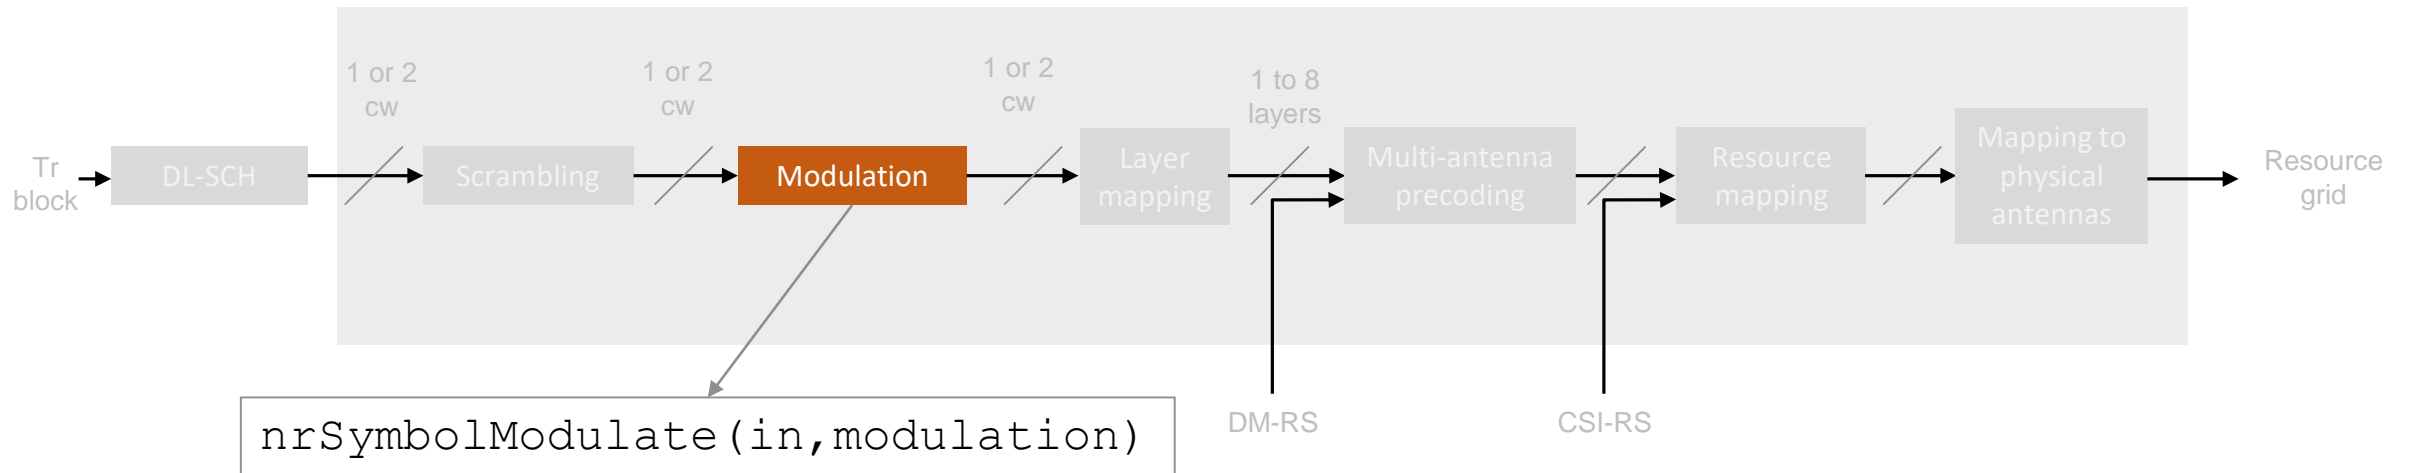 1 or 2
cw
1 or 2
cw
1 or 2
cw
1 to 8
layers
Tr
block
DL-SCH
Scrambling
Modulation
Layer
mapping
Multi-antenna
precoding
Resource
mapping
Mapping to
physical
antennas
Resource
grid
DM-RS
CSI-RS
nrSymbolModulate(in,modulation)